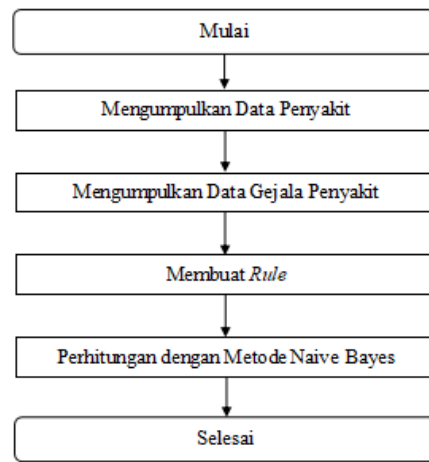 Mulai
Mengumpulkan Data Penyakit
Mengumpulkan Data Gejala Penyakit
Membuat Rule
Perhitungan dengan Metode Naive Bayes
Selesai